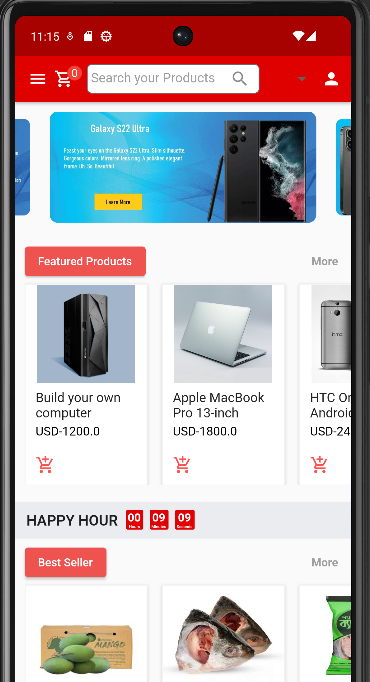 11:15
0
Search your Products
Galaxy S22 Ultra
Feast your eyes on the Galaxy S22 Ultra. Slim silhouette.
Gorgeous colors. Mirrored lens ring. A polished elegant
frame. Oh. So. Beautiful.
Learn More
Featured Products
More
Build your own
computer
USD-1200.0
Apple MacBook
Pro 13-inch
USD-1800.0
hTC
HTC On
Android
USD-24
HAPPY HOUR
00
Hours
09
Minutes
09
Seconds
Best Seller
More
MANGO